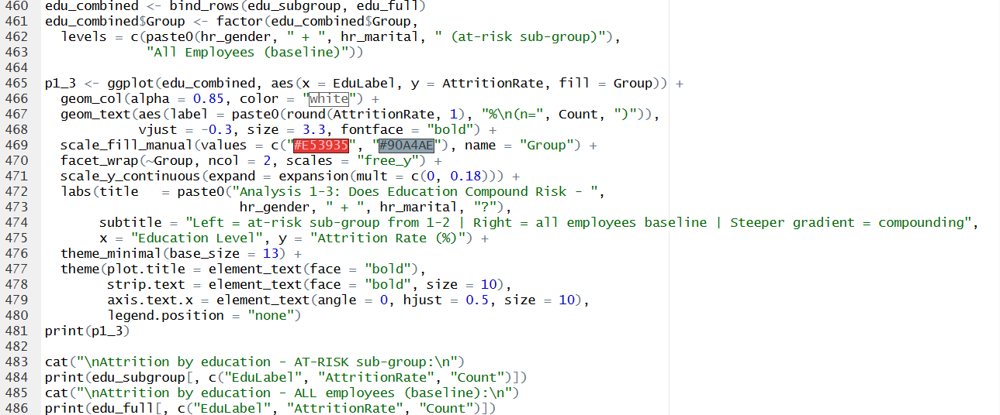 460 edu_combined <- bind_rows(edu_subgroup, edu_full)
461 edu_combined$Group <- factor(edu_combined$Group,
462   levels = c(paste0(hr_gender, " + ", hr_marital, " (at-risk sub-group)"),
463              "All Employees (baseline)"))
464
465 p1_3 <- ggplot(edu_combined, aes(x = EduLabel, y = AttritionRate, fill = Group)) +
466   geom_col(alpha = 0.85, color = "white") +
467   geom_text(aes(label = paste0(round(AttritionRate, 1), "%\n(n=", Count, ")")),
468             vjust = -0.3, size = 3.3, fontface = "bold") +
469   scale_fill_manual(values = c("#E53935", "#90A4AE"), name = "Group") +
470   facet_wrap(~Group, ncol = 2, scales = "free_y") +
471   scale_y_continuous(expand = expansion(mult = c(0, 0.18))) +
472   labs(title   = paste0("Analysis 1-3: Does Education Compound Risk - ",
473                          hr_gender, " + ", hr_marital, "?"),
474        subtitle = "Left = at-risk sub-group from 1-2 | Right = all employees baseline | Steeper gradient = compounding",
475        x = "Education Level", y = "Attrition Rate (%)") +
476   theme_minimal(base_size = 13) +
477   theme(plot.title = element_text(face = "bold"),
478         strip.text = element_text(face = "bold", size = 10),
479         axis.text.x = element_text(angle = 0, hjust = 0.5, size = 10),
480         legend.position = "none")
481 print(p1_3)
482
483 cat("\nAttrition by education - AT-RISK sub-group:\n")
484 print(edu_subgroup[, c("EduLabel", "AttritionRate", "Count")])
485 cat("\nAttrition by education - ALL employees (baseline):\n")
486 print(edu_full[, c("EduLabel", "AttritionRate", "Count")])